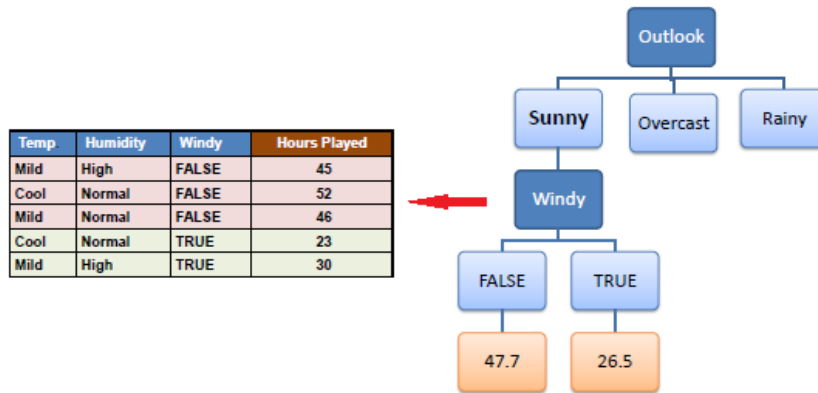 Outlook
Sunny Overcast Rainy
Windy
FALSE TRUE
47.7 26.5
Temp. Humidity Windy Hours Played
Mild High FALSE 45
Cool Normal FALSE 52
Mild Normal FALSE 46
Cool Normal TRUE 23
Mild High TRUE 30